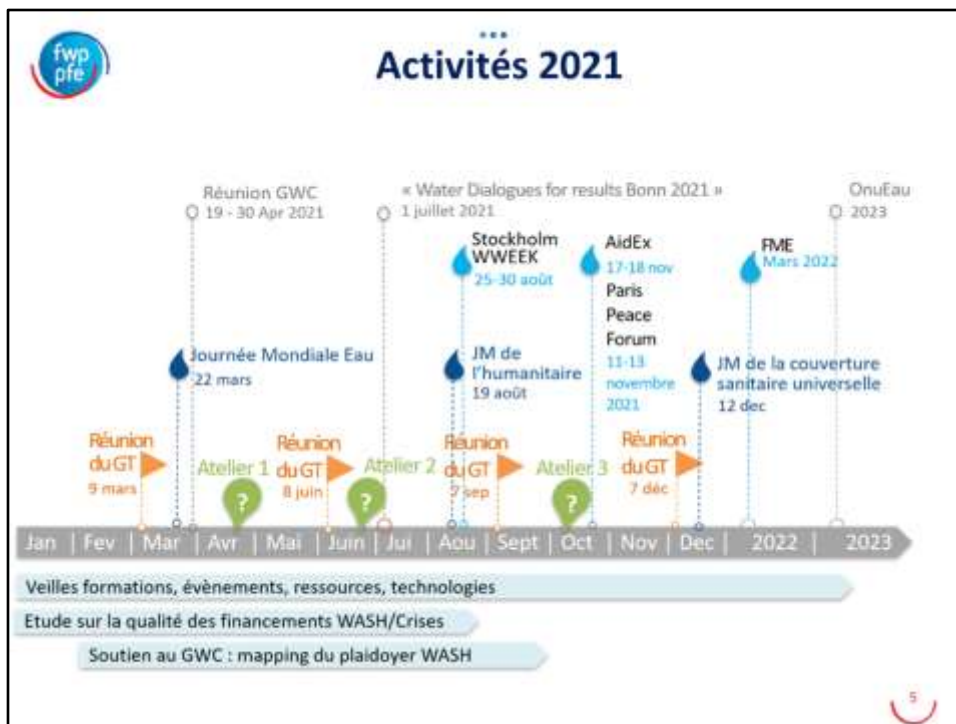 fwp
pfe
Activités 2021
Réunion GWC
19 - 30 Apr 2021
« Water Dialogues for results Bonn 2021 »
1 juillet 2021
OnuEau
2023
Stockholm
WWEEK
25-30 août
AidEx
17-18 nov
Paris
Peace
Forum
11-13
novembre
2021
FME
Mars 2022
Journée Mondiale Eau
22 mars
JM de
l'humanitaire
19 août
JM de la couverture
sanitaire universelle
12 dec
Réunion
du GT
9 mars
Atelier 1
?
Réunion
du GT
8 juin
Atelier 2
?
Réunion
du GT
7 sep
Atelier 3
?
Réunion
du GT
7 déc
Jan | Fev | Mar | Avr | Mai | Juin | Jui | Aou | Sept | Oct | Nov | Dec | 2022 | 2023
Veilles formations, évènements, ressources, technologies
Etude sur la qualité des financements WASH/Crises
Soutien au GWC : mapping du plaidoyer WASH
5